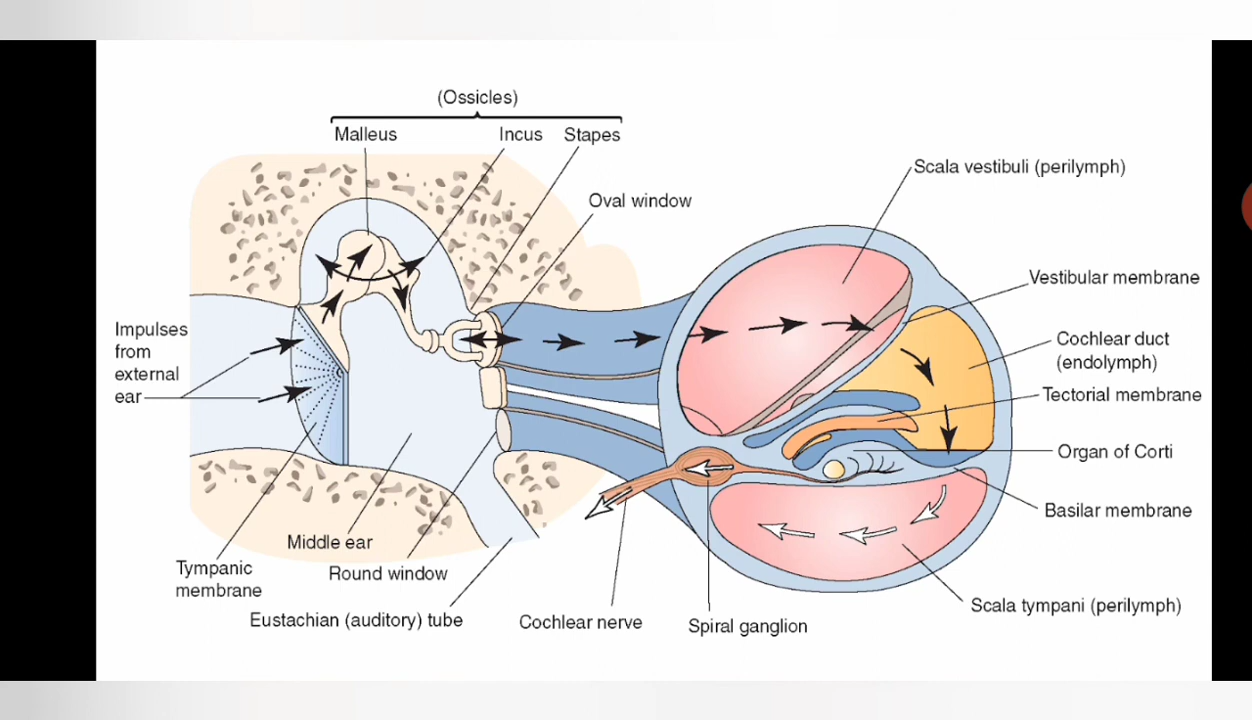 (Ossicles)
Malleus
Incus
Stapes
Oval window
Scala vestibuli (perilymph)
Vestibular membrane
Cochlear duct
(endolymph)
Tectorial membrane
Organ of Corti
Basilar membrane
Scala tympani (perilymph)
Impulses
from
external
ear
Tympanic
membrane
Middle ear
Round window
Eustachian (auditory) tube
Cochlear nerve
Spiral ganglion